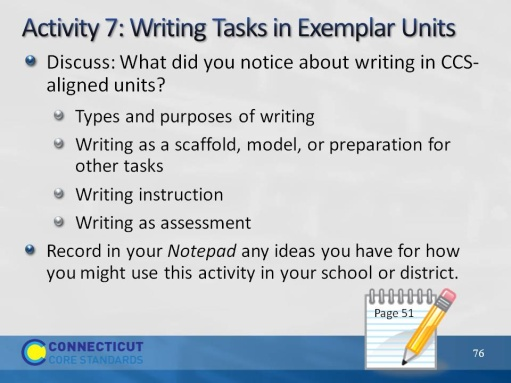 Activity 7: Writing Tasks in Exemplar Units
Discuss: What did you notice about writing in CCS-
aligned units?
Types and purposes of writing
Writing as a scaffold, model, or preparation for
other tasks
Writing instruction
Writing as assessment
Record in your Notepad any ideas you have for how
you might use this activity in your school or district.
Page 51
CONNECTICUT
CORE STANDARDS
76